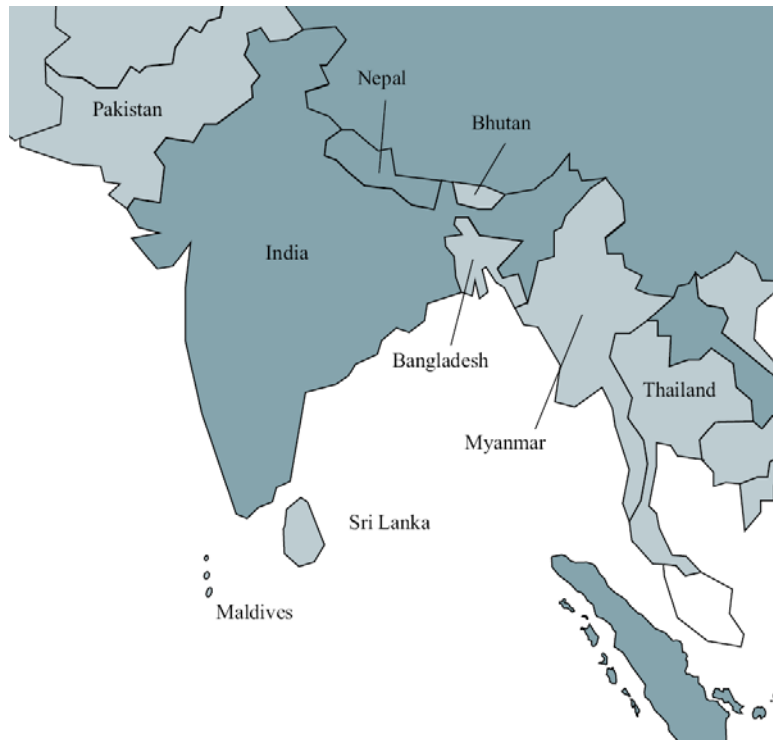 Nepal
Pakistan
Bhutan
India
Bangladesh
Thailand
Myanmar
Sri Lanka
Maldives